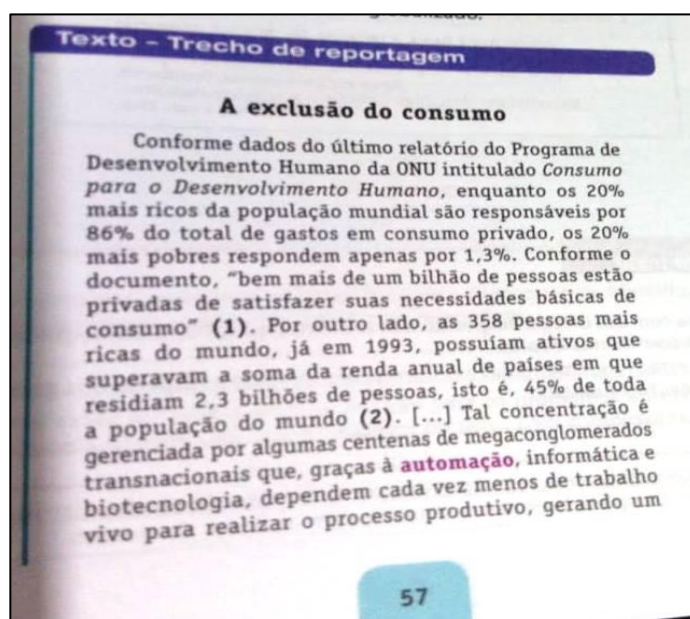 Texto – Trecho de reportagem
A exclusão do consumo
Conforme dados do último relatório do Programa de
Desenvolvimento Humano da ONU intitulado Consumo
para o Desenvolvimento Humano, enquanto os 20%
mais ricos da população mundial são responsáveis por
86% do total de gastos em consumo privado, os 20%
mais pobres respondem apenas por 1,3%. Conforme o
documento, "bem mais de um bilhão de pessoas estão
privadas de satisfazer suas necessidades básicas de
consumo" (1). Por outro lado, as 358 pessoas mais
ricas do mundo, já em 1993, possuíam ativos que
superavam a soma da renda anual de países em que
residiam 2,3 bilhões de pessoas, isto é, 45% de toda
a população do mundo (2). [...] Tal concentração é
gerenciada por algumas centenas de megaconglomerados
transnacionais que, graças à automação, informática e
biotecnologia, dependem cada vez menos de trabalho
vivo para realizar o processo produtivo, gerando um
57